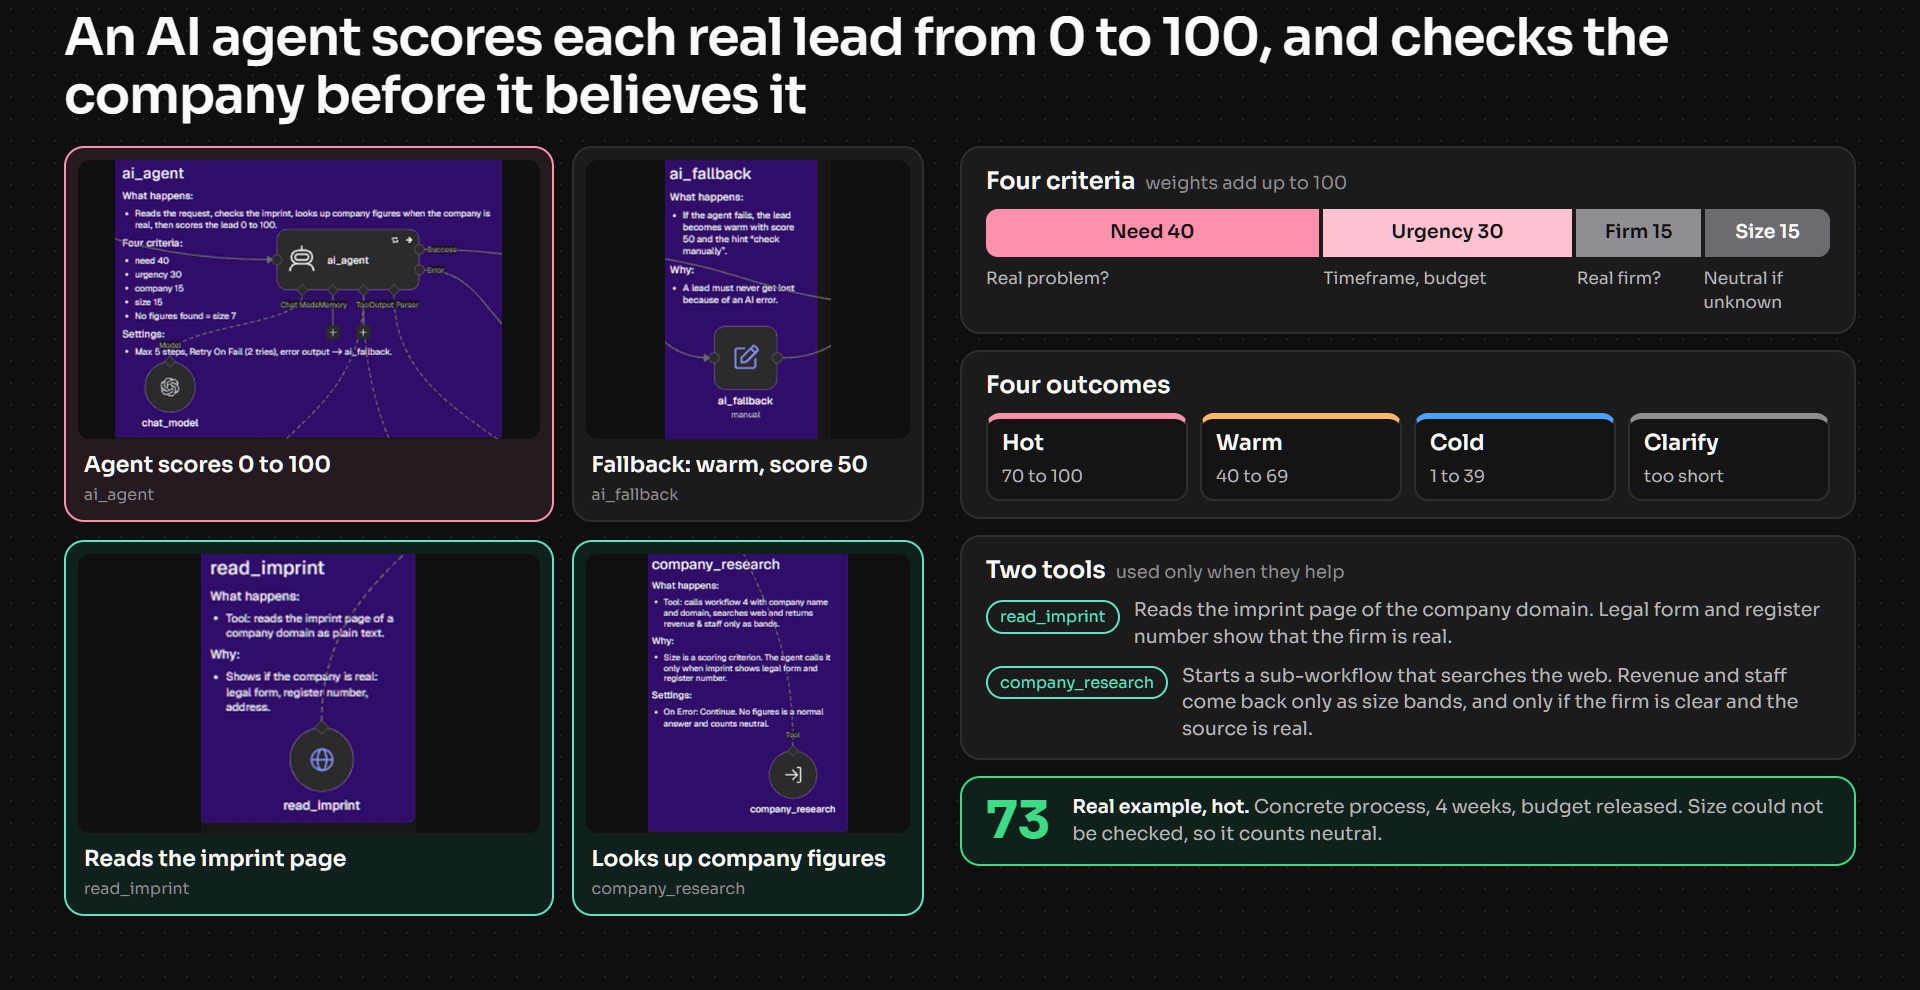 An AI agent scores each real lead from 0 to 100, and checks the
company before it believes it
ai_agent
What happens:
• Reads the request, checks the imprint, looks up company figures when the company is
real, then scores the lead 0 to 100.
Four criteria:
• need 40
• urgency 30
• company 15
• size 15
• No figures found = size 7
Settings:
• Max 5 steps, Retry On Fail (2 tries), error output → ai_fallback.
ai_agent
Success
Error
Chat Model
Memory
Tool
Output Parser
Model
chat_model
Agent scores 0 to 100
ai_agent
ai_fallback
What happens:
• If the agent fails, the lead
becomes warm with score
50 and the hint "check
manually".
Why:
• A lead must never get lost
because of an AI error.
ai_fallback
manual
Fallback: warm, score 50
ai_fallback
read_imprint
What happens:
• Tool: reads the imprint page of a
company domain as plain text.
Why:
• Shows if the company is real:
legal form, register number,
address.
read_imprint
Reads the imprint page
read_imprint
company_research
What happens:
• Tool: calls workflow 4 with company name
and domain, searches web and returns
revenue & staff only as bands.
Why:
• Size is a scoring criterion. The agent calls it
only when imprint shows legal form and
register number.
Settings:
• On Error: Continue. No figures is a normal
answer and counts neutral.
Tool
company_research
Looks up company figures
company_research
Four criteria weights add up to 100
Need 40
Urgency 30
Firm 15
Size 15
Real problem?
Timeframe, budget
Real firm?
Neutral if
unknown
Four outcomes
Hot
70 to 100
Warm
40 to 69
Cold
1 to 39
Clarify
too short
Two tools used only when they help
read_imprint
Reads the imprint page of the company domain. Legal form and register
number show that the firm is real.
company_research
Starts a sub-workflow that searches the web. Revenue and staff
come back only as size bands, and only if the firm is clear and the
source is real.
73
Real example, hot. Concrete process, 4 weeks, budget released. Size could not
be checked, so it counts neutral.